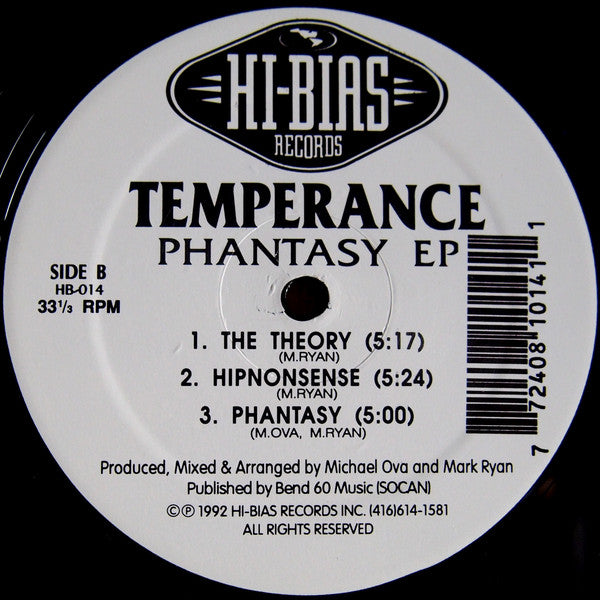 HI-BIAS
RECORDS
TEMPERANCE
PHANTASY EP
SIDE B
HB-014
33⅓ RPM
1. THE THEORY (5:17)
(M.RYAN)
2. HIPNONSENSE (5:24)
(M.RYAN)
3. PHANTASY (5:00)
(M.OVA, M.RYAN)
Produced, Mixed & Arranged by Michael Ova and Mark Ryan
Published by Bend 60 Music (SOCAN)
©℗ 1992 HI-BIAS RECORDS INC. (416)614-1581
ALL RIGHTS RESERVED
7 72408 10141 1